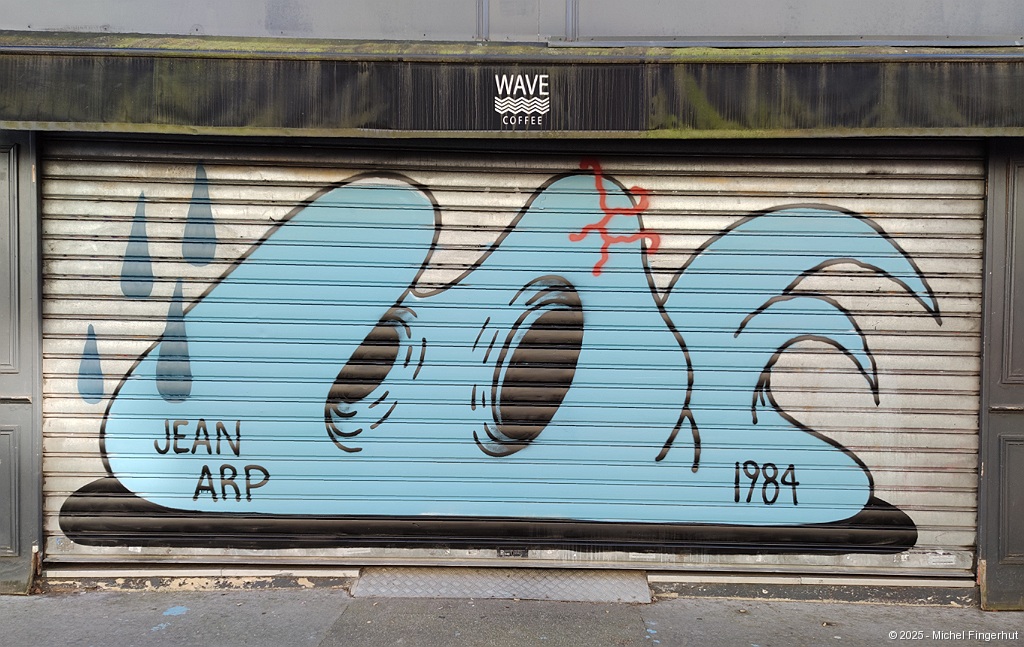 WAVE
COFFEE
JEAN
ARP
1984
© 2025 - Michel Fingerhut